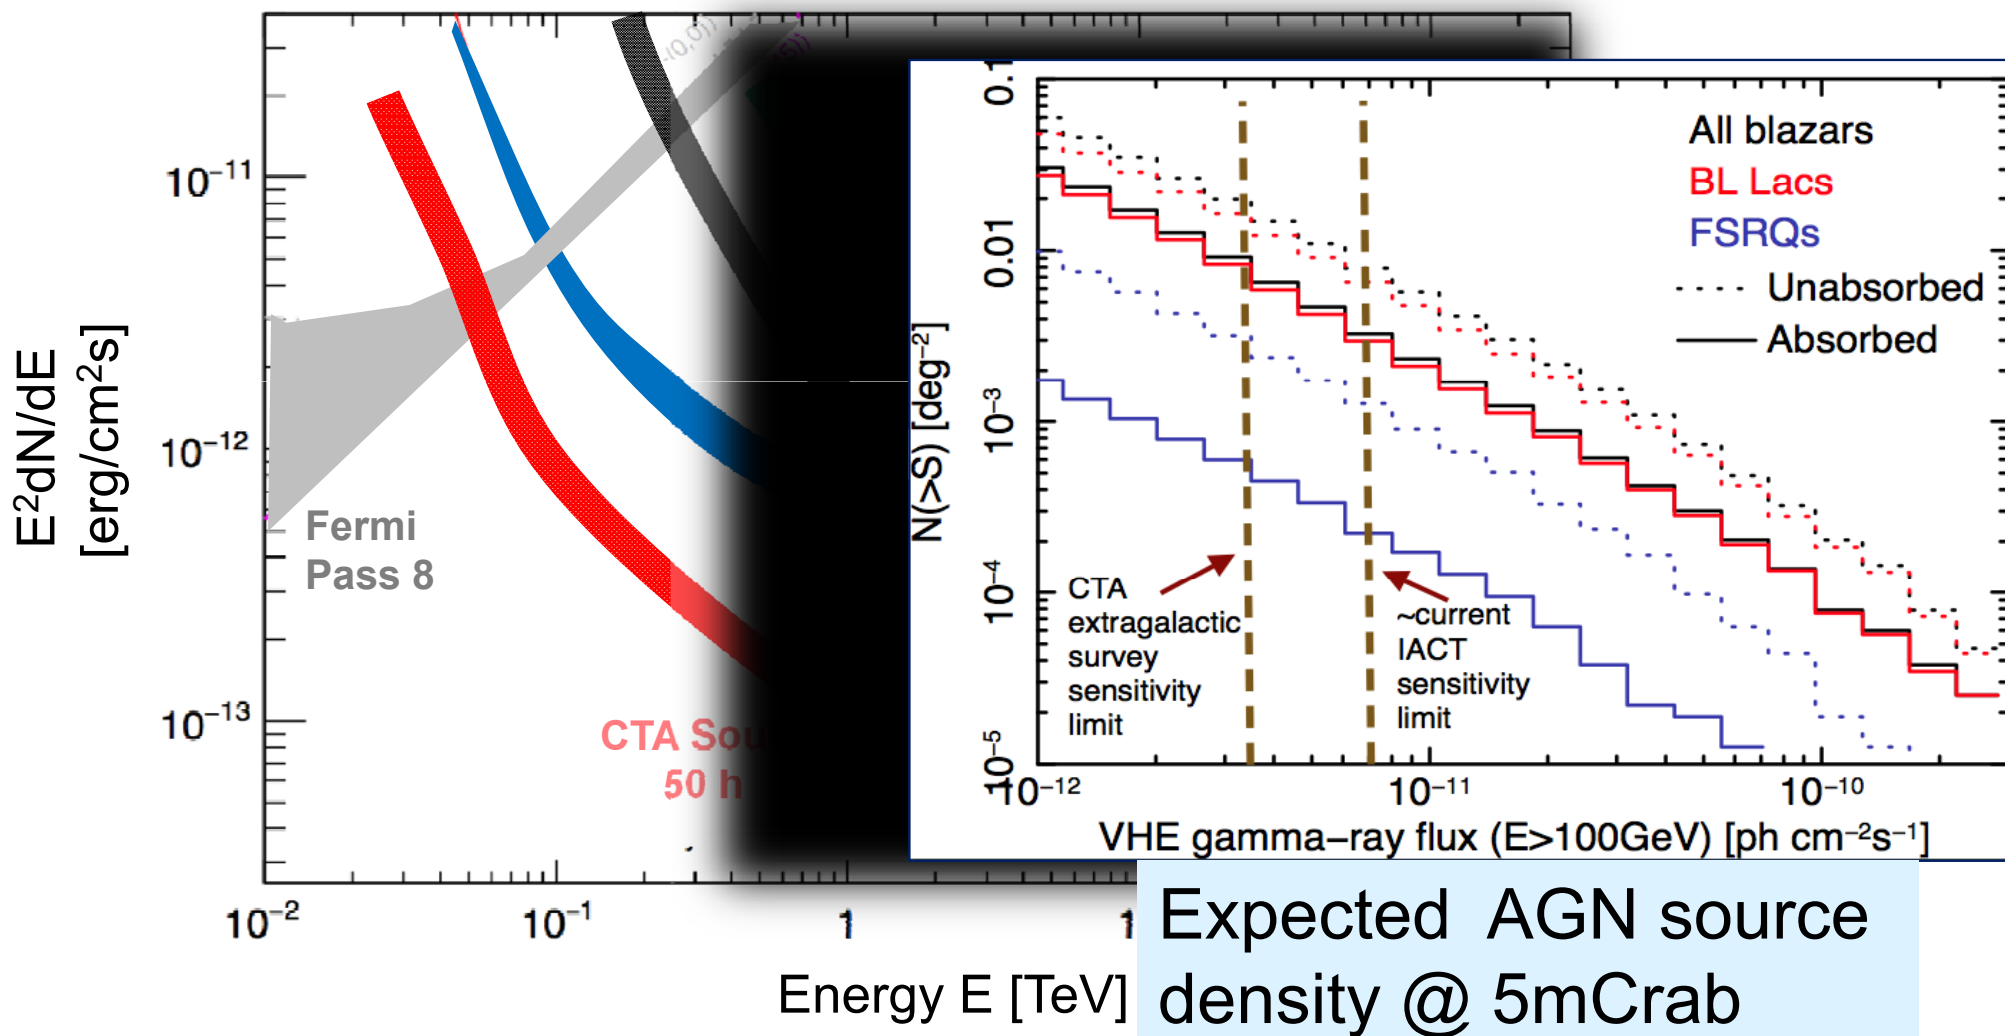 E²dN/dE
[erg/cm²s]
10⁻¹¹
10⁻¹²
10⁻¹³
(0,0))
Fermi
Pass 8
CTA Sou
50 h
10⁻²
10⁻¹
1
1
Energy E [TeV]
N(>S) [deg⁻²]
0.1
0.01
10⁻³
10⁻⁴
10⁻⁵
All blazars
BL Lacs
FSRQs
Unabsorbed
Absorbed
CTA
extragalactic
survey
sensitivity
limit
~current
IACT
sensitivity
limit
10⁻¹²
10⁻¹¹
10⁻¹⁰
VHE gamma−ray flux (E>100GeV) [ph cm⁻²s⁻¹]
Expected AGN source
density @ 5mCrab